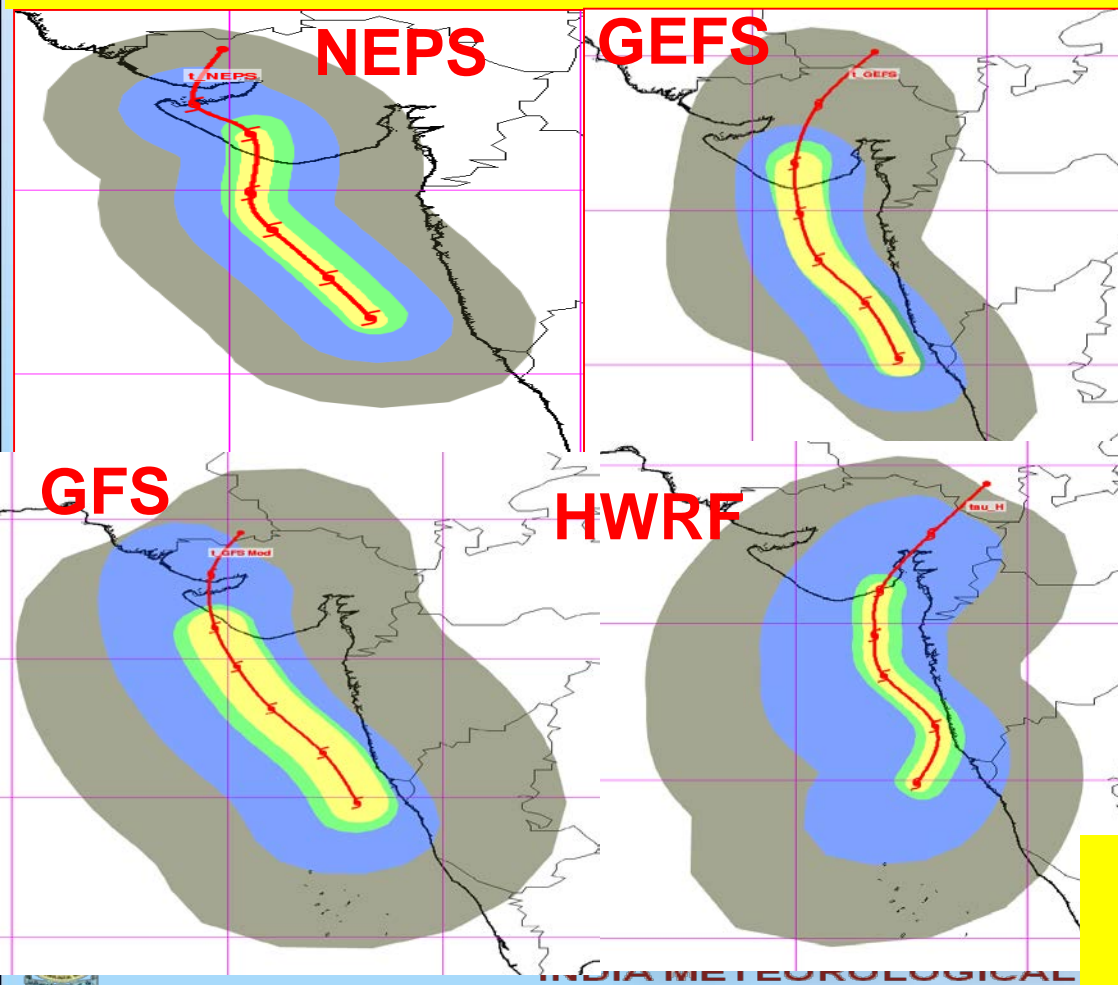 NEPS
t_NEPS
GEFS
t_GEFS
GFS
t_GFS Mod
HWRF
tau_H
INDIA METEOROLOGICAL